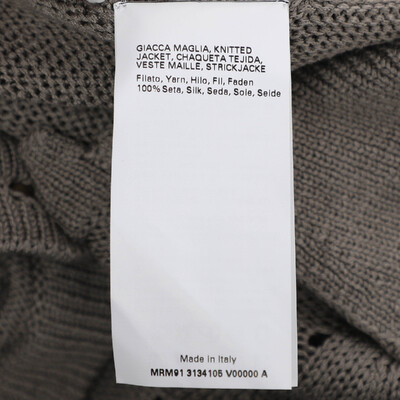 GIACCA MAGLIA, KNITTED
JACKET, CHAQUETA TEJIDA,
VESTE MAILLE, STRICKJACKE
Filato, Yarn, Hilo, Fil, Faden
100% Seta, Silk, Seda, Soie, Seide
Made in Italy
MRM91 3134105 V00000 A